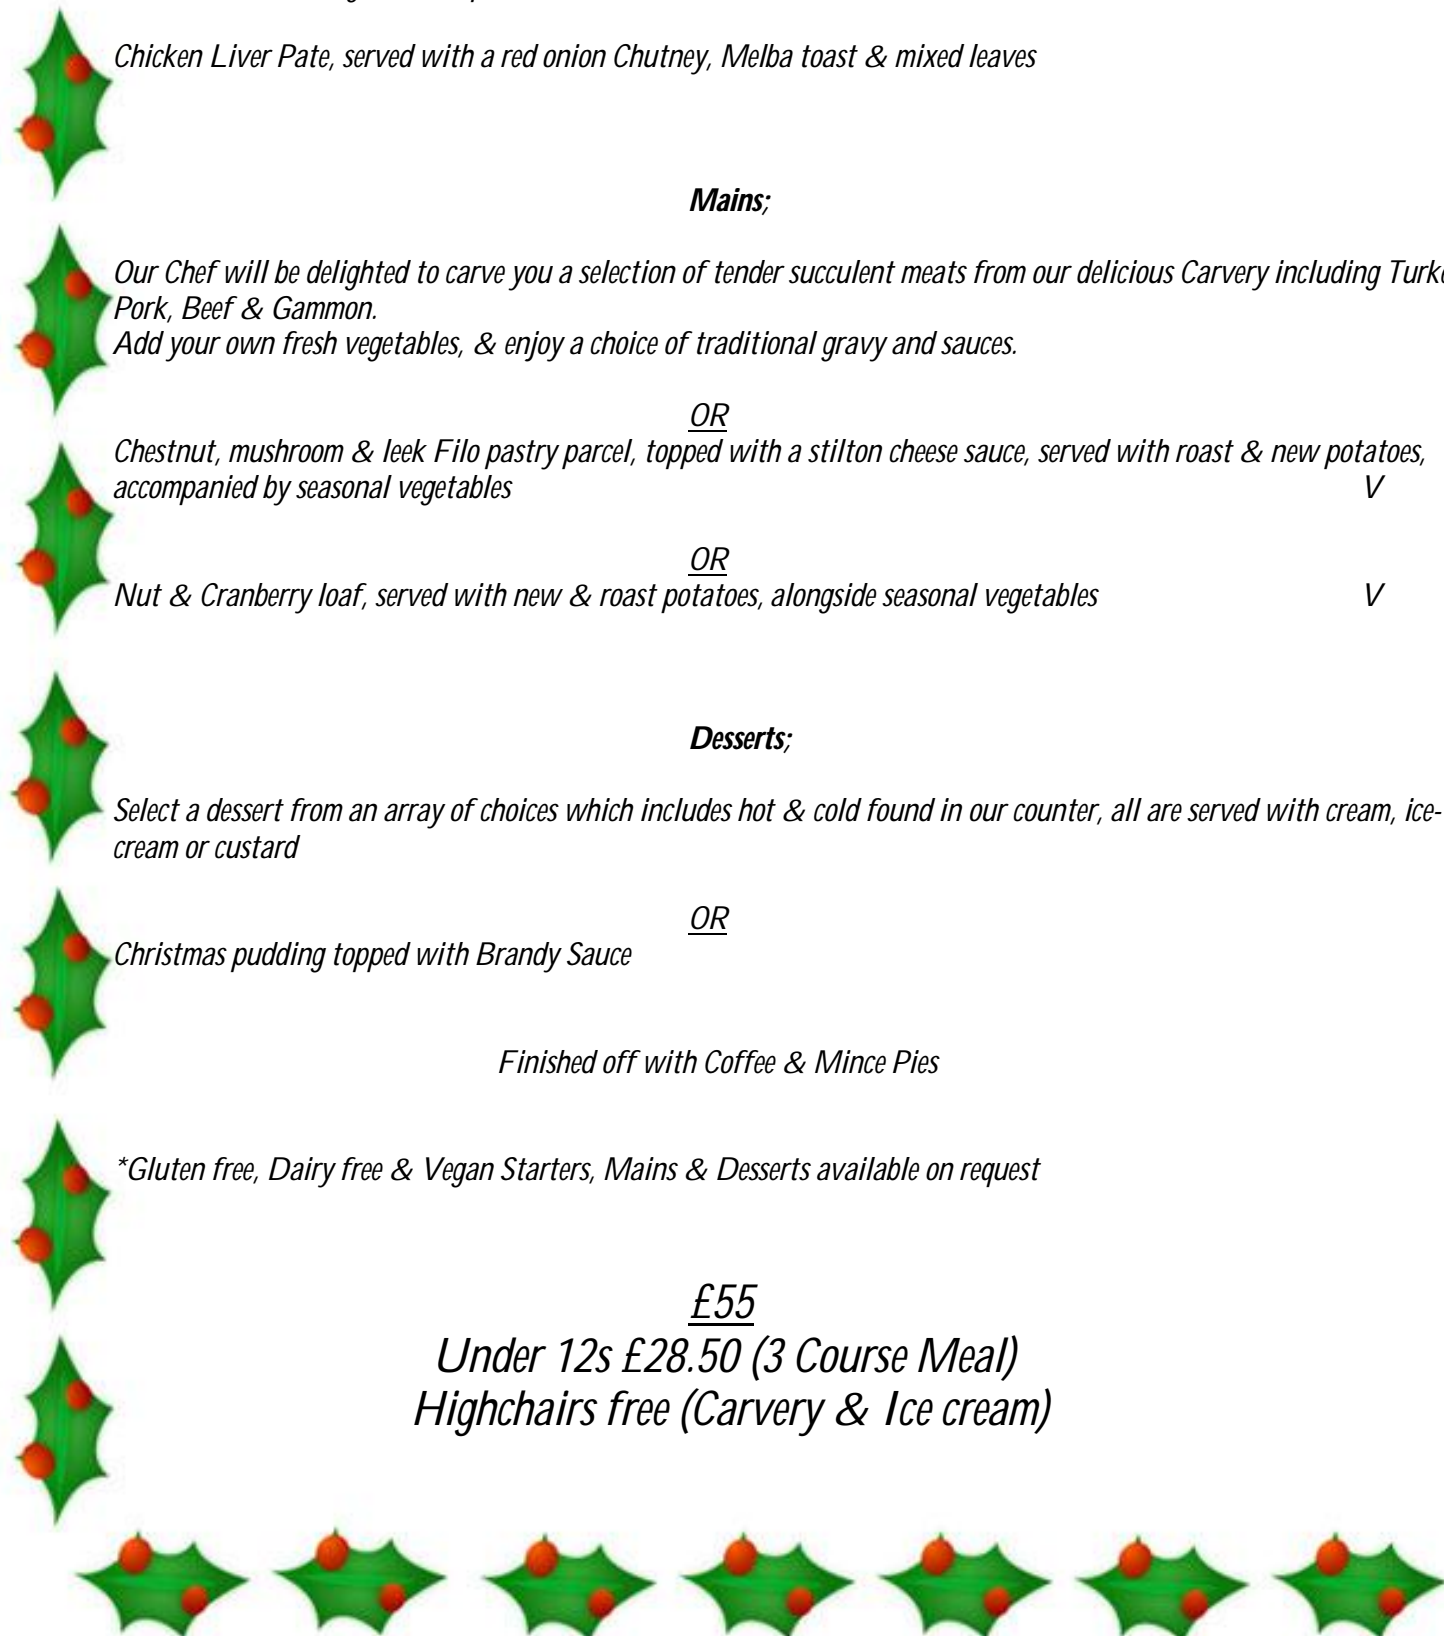 Chicken Liver Pate, served with a red onion Chutney, Melba toast & mixed leaves
Mains;
Our Chef will be delighted to carve you a selection of tender succulent meats from our delicious Carvery including Turke
Pork, Beef & Gammon.
Add your own fresh vegetables, & enjoy a choice of traditional gravy and sauces.
OR
Chestnut, mushroom & leek Filo pastry parcel, topped with a stilton cheese sauce, served with roast & new potatoes,
accompanied by seasonal vegetables V
OR
Nut & Cranberry loaf, served with new & roast potatoes, alongside seasonal vegetables V
Desserts;
Select a dessert from an array of choices which includes hot & cold found in our counter, all are served with cream, ice-
cream or custard
OR
Christmas pudding topped with Brandy Sauce
Finished off with Coffee & Mince Pies
*Gluten free, Dairy free & Vegan Starters, Mains & Desserts available on request
£55
Under 12s £28.50 (3 Course Meal)
Highchairs free (Carvery & Ice cream)